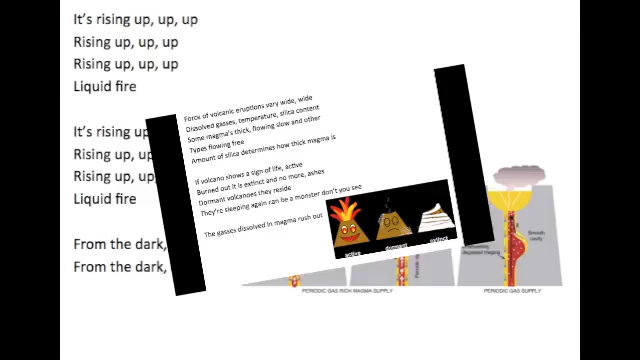 It's rising up, up, up
Rising up, up, up
Rising up, up, up
Liquid fire
It's rising up
Rising up, up
Rising up, up,
Liquid fire
From the dark,
From the dark,
Force of volcanic eruptions vary wide, wide
Dissolved gasses, temperature, silica content
Some magma's thick, flowing slow and other
Types flowing free
Amount of silica determines how thick magma is
If volcano shows a sign of life, active
Burned out it is extinct and no more, ashes
Dormant volcanoes they reside
They're sleeping again can be a monster don't you see
The gasses dissolved in magma rush out
active
dormant
extinct
Smooth
cavity
PERIODIC GAS RICH MAGMA SUPPLY
PERIODIC GAS SUPPLY